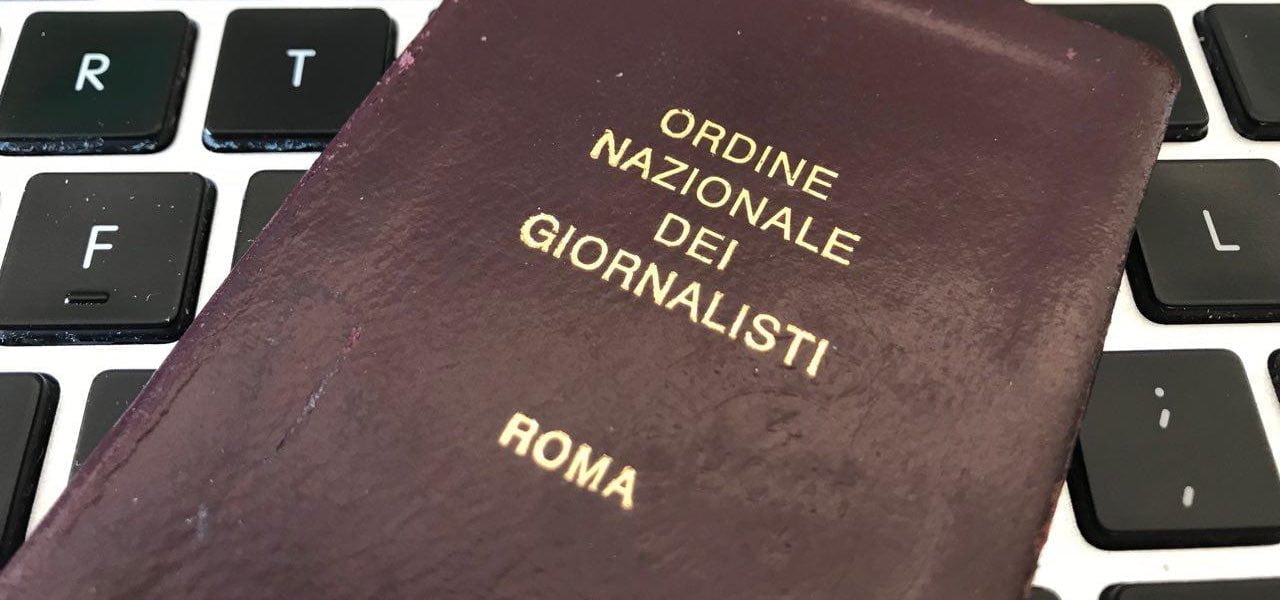 R T
ORDINE
NAZIONALE
DEI
GIORNALISTI
F
L
ROMA
;